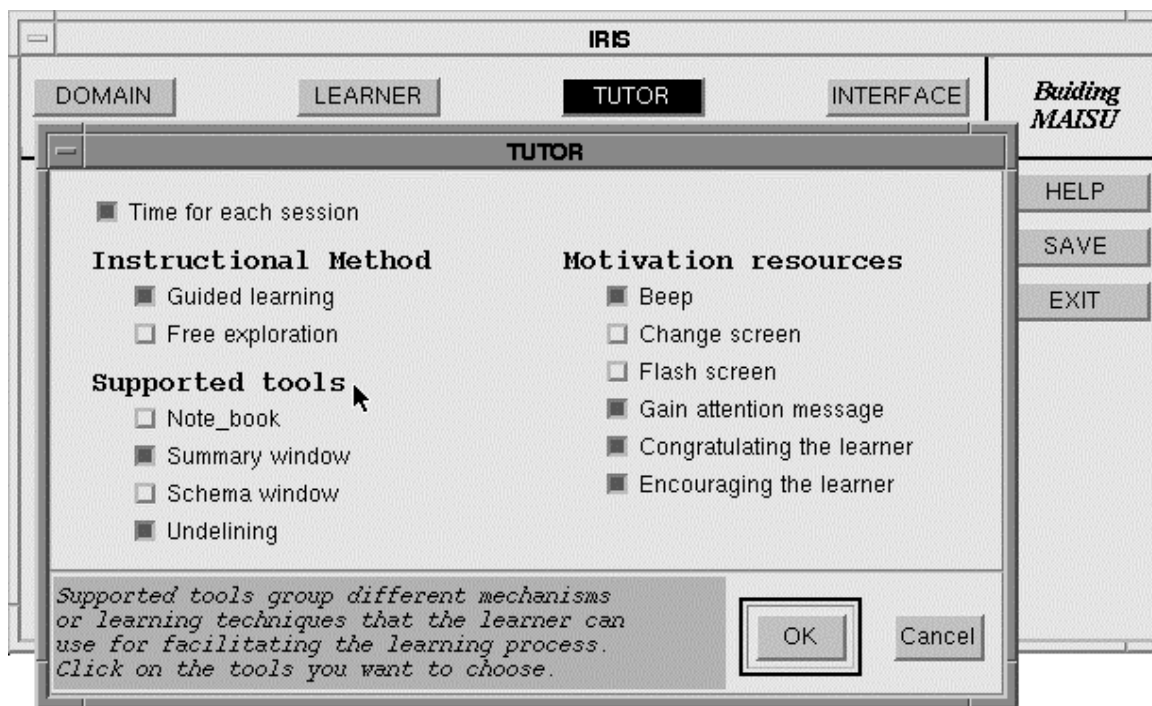 IRIS
DOMAIN
LEARNER
TUTOR
INTERFACE
Buiding
MAISU
TUTOR
Time for each session
Instructional Method
Guided learning
Free exploration
Supported tools
Note_book
Summary window
Schema window
Undelining
Motivation resources
Beep
Change screen
Flash screen
Gain attention message
Congratulating the learner
Encouraging the learner
HELP
SAVE
EXIT
Supported tools group different mechanisms
or learning techniques that the learner can
use for facilitating the learning process.
Click on the tools you want to choose.
OK
Cancel